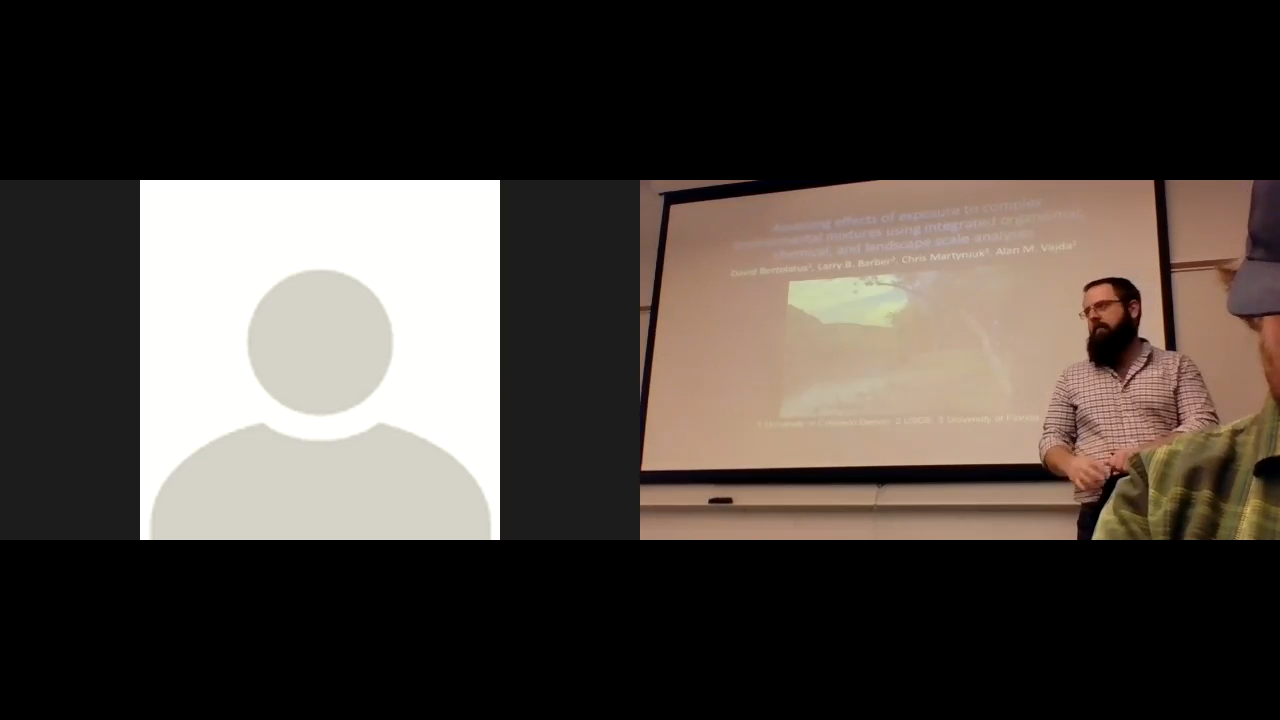 Assessing effects of exposure to complex
environmental mixtures using integrated organismal,
chemical, and landscape scale analyses
David Bertolatus¹, Larry B. Barber², Chris Martyniuk³, Alan M. Vajda¹
1 University of Colorado Denver 2 USGS 3 University of Florida